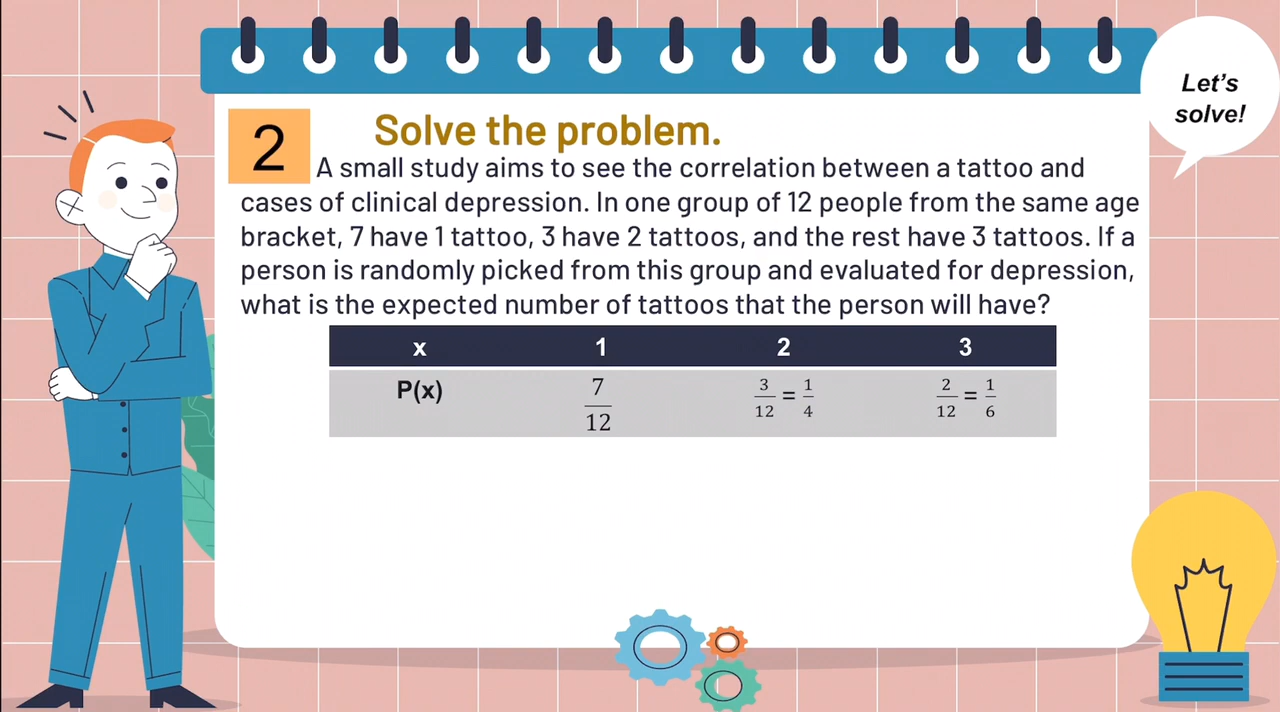 Let's
solve!
2
Solve the problem.
A small study aims to see the correlation between a tattoo and
cases of clinical depression. In one group of 12 people from the same age
bracket, 7 have 1 tattoo, 3 have 2 tattoos, and the rest have 3 tattoos. If a
person is randomly picked from this group and evaluated for depression,
what is the expected number of tattoos that the person will have?
x 1 2 3
P(x) 7/12 3/12 = 1/4 2/12 = 1/6